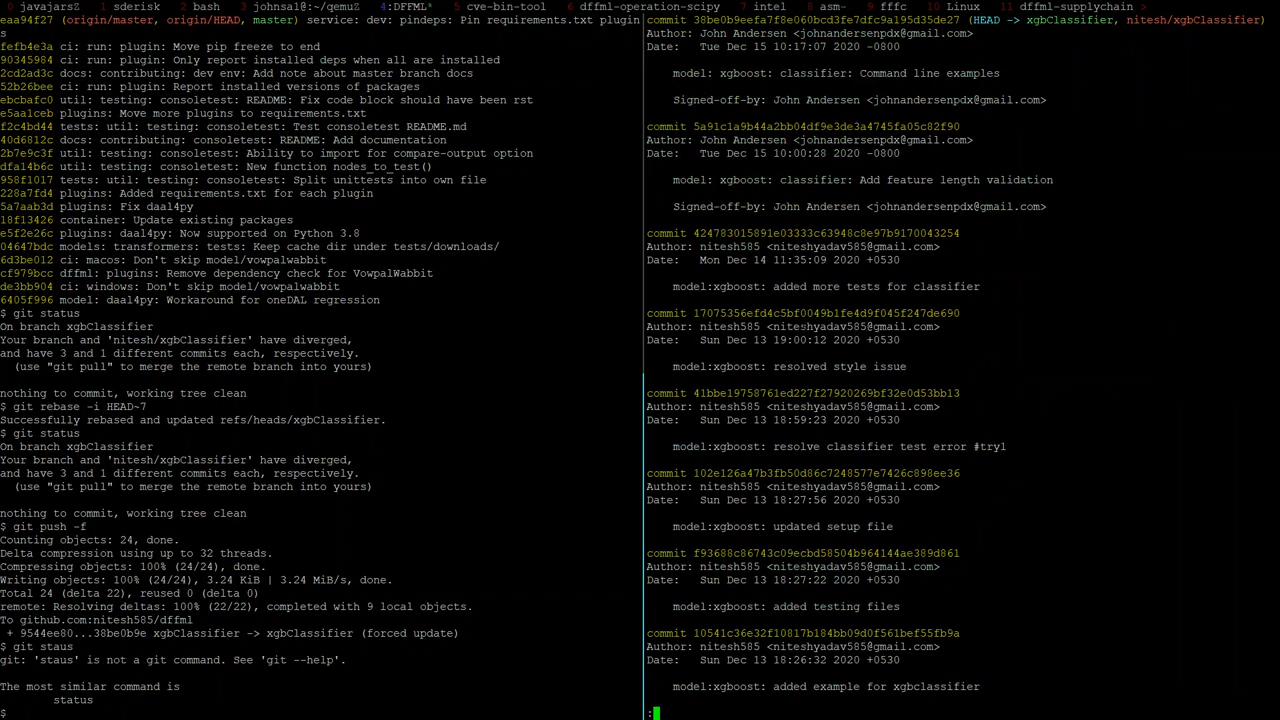 0 javajarsZ 1 sderisk 2 bash 3 johnsa1@:~/qemuZ 4:DFFML* 5 cve-bin-tool 6 dffml-operation-scipy 7 intel 8 asm- 9 fffc 10 Linux 11 dffml-supplychain >
eaa94f27 (origin/master, origin/HEAD, master) service: dev: pindeps: Pin requirements.txt plugin
s
fefb4e3a ci: run: plugin: Move pip freeze to end
90345984 ci: run: plugin: Only report installed deps when all are installed
2cd2ad3c docs: contributing: dev env: Add note about master branch docs
52b26bee ci: run: plugin: Report installed versions of packages
ebcbafc0 util: testing: consoletest: README: Fix code block should have been rst
e5aa1ceb plugins: Move more plugins to requirements.txt
f2c4bd44 tests: util: testing: consoletest: Test consoletest README.md
40d6812c docs: contributing: consoletest: README: Add documentation
2b7e9c3f util: testing: consoletest: Ability to import for compare-output option
dfa14b6c util: testing: consoletest: New function nodes_to_test()
958f1017 tests: util: testing: consoletest: Split unittests into own file
228a7fd4 plugins: Added requirements.txt for each plugin
5a7aab3d plugins: Fix daal4py
18f13426 container: Update existing packages
e5f2e26c plugins: daal4py: Now supported on Python 3.8
04647bdc models: transformers: tests: Keep cache dir under tests/downloads/
6d3be012 ci: macos: Don't skip model/vowpalwabbit
cf979bcc dffml: plugins: Remove dependency check for VowpalWabbit
de3bb904 ci: windows: Don't skip model/vowpalwabbit
6405f996 model: daal4py: Workaround for oneDAL regression
$ git status
On branch xgbClassifier
Your branch and 'nitesh/xgbClassifier' have diverged,
and have 3 and 1 different commits each, respectively.
(use "git pull" to merge the remote branch into yours)
nothing to commit, working tree clean
$ git rebase -i HEAD~7
Successfully rebased and updated refs/heads/xgbClassifier.
$ git status
On branch xgbClassifier
Your branch and 'nitesh/xgbClassifier' have diverged,
and have 3 and 1 different commits each, respectively.
(use "git pull" to merge the remote branch into yours)
nothing to commit, working tree clean
$ git push -f
Counting objects: 24, done.
Delta compression using up to 32 threads.
Compressing objects: 100% (24/24), done.
Writing objects: 100% (24/24), 3.24 KiB | 3.24 MiB/s, done.
Total 24 (delta 22), reused 0 (delta 0)
remote: Resolving deltas: 100% (22/22), completed with 9 local objects.
To github.com:nitesh585/dffml
+ 9544ee80...38be0b9e xgbClassifier -> xgbClassifier (forced update)
$ git staus
git: 'staus' is not a git command. See 'git --help'.
The most similar command is
status
$
commit 38be0b9eefa7f8e060bcd3fe7dfc9a195d35de27 (HEAD -> xgbClassifier, nitesh/xgbClassifier)
Author: John Andersen <johnandersenpdx@gmail.com>
Date: Tue Dec 15 10:17:07 2020 -0800
model: xgboost: classifier: Command line examples
Signed-off-by: John Andersen <johnandersenpdx@gmail.com>
commit 5a91c1a9b44a2bb04df9e3de3a4745fa05c82f90
Author: John Andersen <johnandersenpdx@gmail.com>
Date: Tue Dec 15 10:00:28 2020 -0800
model: xgboost: classifier: Add feature length validation
Signed-off-by: John Andersen <johnandersenpdx@gmail.com>
commit 424783015891e03333c63948c8e97b9170043254
Author: nitesh585 <niteshyadav585@gmail.com>
Date: Mon Dec 14 11:35:09 2020 +0530
model: xgboost: added more tests for classifier
commit 17075356efd4c5bf0049b1fe4d9f045f247de690
Author: nitesh585 <niteshyadav585@gmail.com>
Date: Sun Dec 13 19:00:12 2020 +0530
model:xgboost: resolved style issue
commit 41bbe19758761ed227f27920269bf32e0d53bb13
Author: nitesh585 <niteshyadav585@gmail.com>
Date: Sun Dec 13 18:59:23 2020 +0530
model:xgboost: resolve classifier test error #try1
commit 102e126a47b3fb50d86c7248577e7426c898ee36
Author: nitesh585 <niteshyadav585@gmail.com>
Date: Sun Dec 13 18:27:56 2020 +0530
model:xgboost: updated setup file
commit f93688c86743c09ecbd58504b964144ae389d861
Author: nitesh585 <niteshyadav585@gmail.com>
Date: Sun Dec 13 18:27:22 2020 +0530
model:xgboost: added testing files
commit 10541c36e32f10817b184bb09d0f561bef55fb9a
Author: nitesh585 <niteshyadav585@gmail.com>
Date: Sun Dec 13 18:26:32 2020 +0530
model:xgboost: added example for xgbclassifier
: